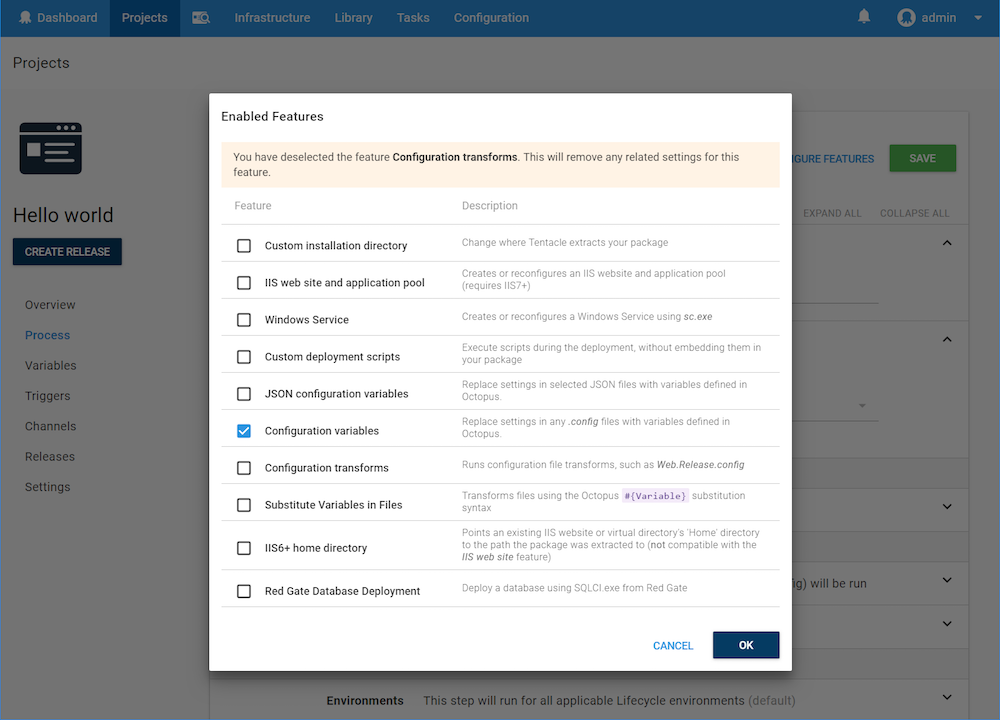 Dashboard Projects Infrastructure Library Tasks Configuration admin
Projects
Enabled Features
You have deselected the feature Configuration transforms. This will remove any related settings for this
feature.
Feature Description
Custom installation directory Change where Tentacle extracts your package
IIS web site and application pool Creates or reconfigures an IIS website and application pool
(requires IIS7+)
Windows Service Creates or reconfigures a Windows Service using sc.exe
Custom deployment scripts Execute scripts during the deployment, without embedding them in
your package
JSON configuration variables Replace settings in selected JSON files with variables defined in
Octopus.
Configuration variables Replace settings in any .config files with variables defined in
Octopus.
Configuration transforms Runs configuration file transforms, such as Web.Release.config
Substitute Variables in Files Transforms files using the Octopus #{Variable} substitution
syntax
IIS6+ home directory Points an existing IIS website or virtual directory's 'Home' directory
to the path the package was extracted to (not compatible with the
IIS web site feature)
Red Gate Database Deployment Deploy a database using SQLCI.exe from Red Gate
CANCEL OK
Hello world
CREATE RELEASE
Overview
Process
Variables
Triggers
Channels
Releases
Settings
IGURE FEATURES SAVE
EXPAND ALL COLLAPSE ALL
ig) will be run
Environments This step will run for all applicable Lifecycle environments (default)